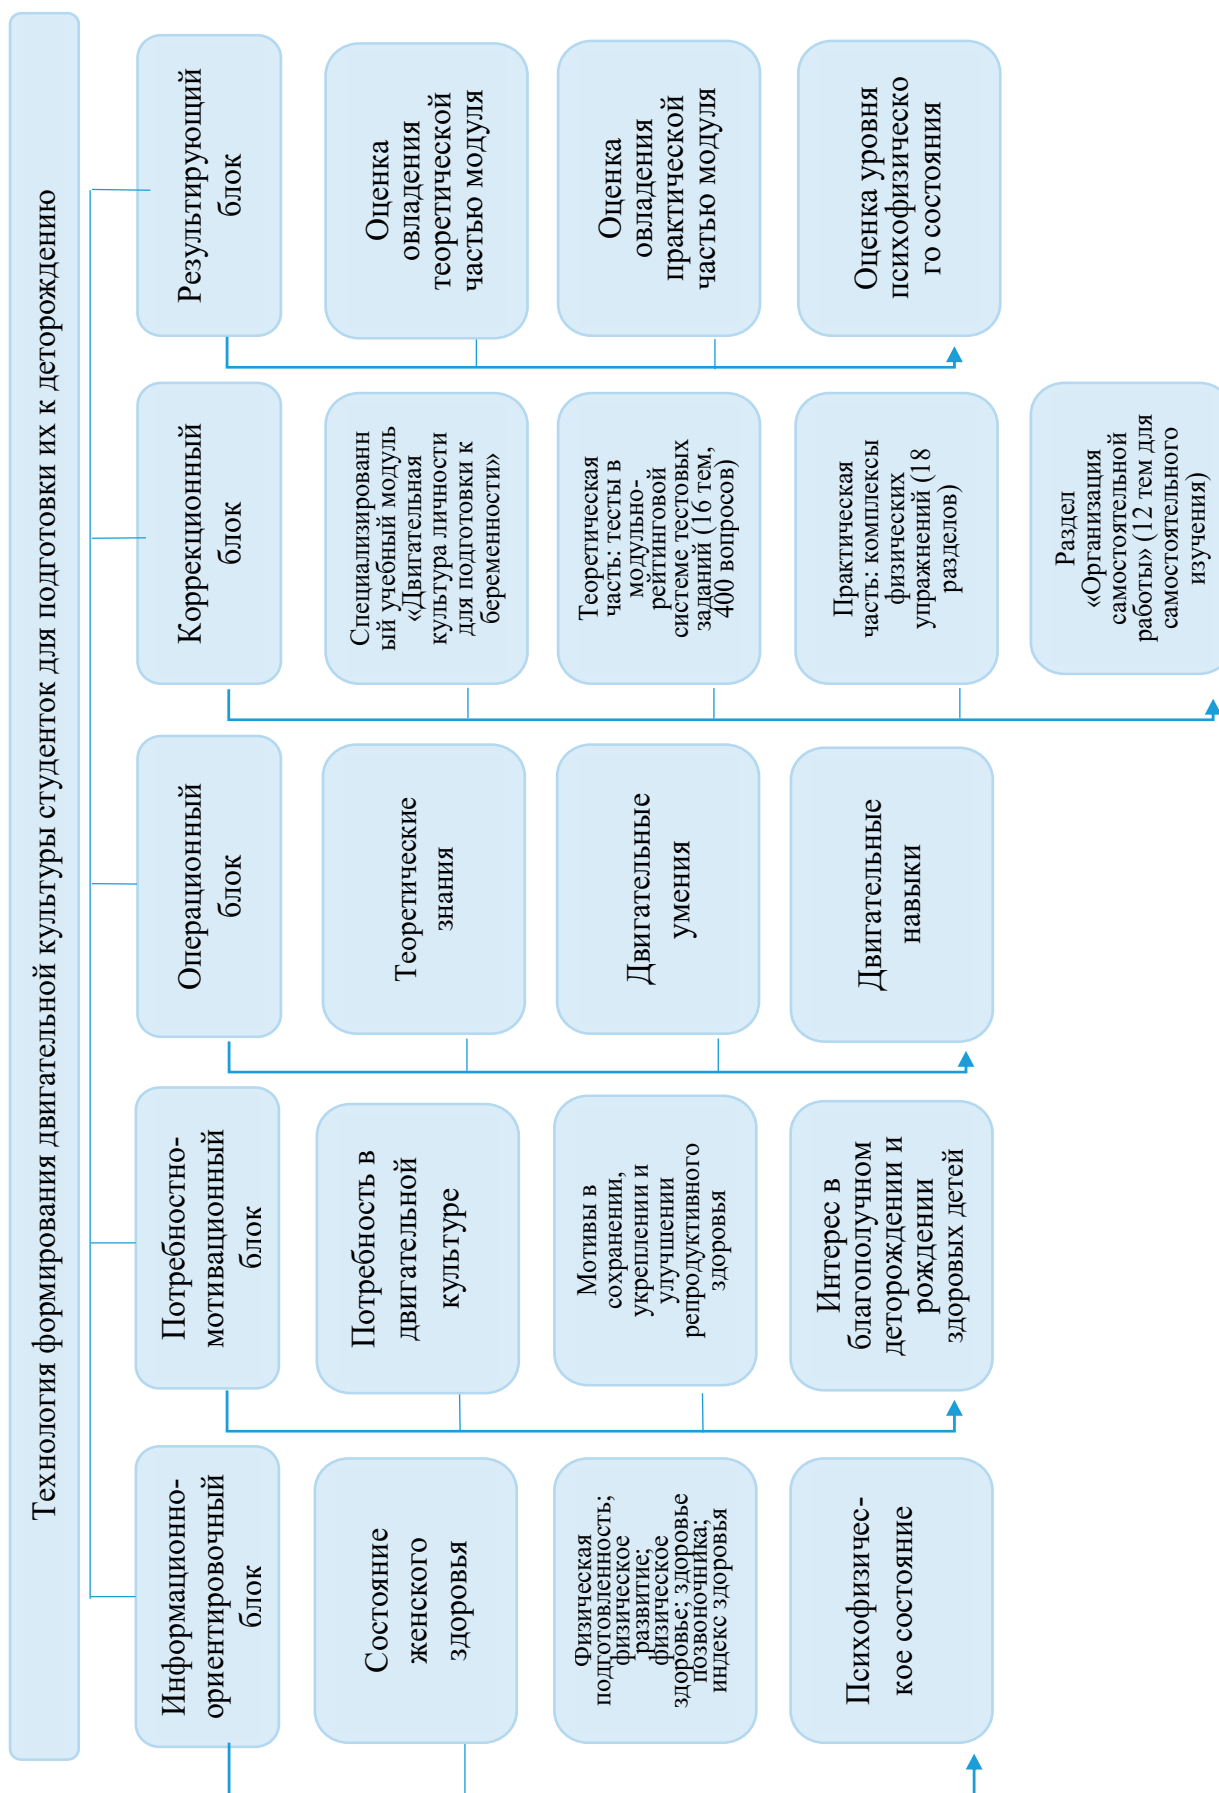 Технология формирования двигательной культуры студенток для подготовки их к деторождению
Информационно-
ориентировочный
блок
Состояние
женского
здоровья
Физическая
подготовленность;
физическое
развитие;
физическое
здоровье; здоровье
позвоночника;
индекс здоровья
Психофизичес-
кое состояние
Потребностно-
мотивационный
блок
Потребность в
двигательной
культуре
Мотивы в
сохранении,
укреплении и
улучшении
репродуктивного
здоровья
Интерес в
благополучном
деторождении и
рождении
здоровых детей
Операционный
блок
Теоретические
знания
Двигательные
умения
Двигательные
навыки
Коррекционный
блок
Специализированн
ый учебный модуль
«Двигательная
культура личности
для подготовки к
беременности»
Теоретическая
часть: тесты в
модульно-
рейтинговой
системе тестовых
заданий (16 тем,
400 вопросов)
Практическая
часть: комплексы
физических
упражнений (18
разделов)
Раздел
«Организация
самостоятельной
работы» (12 тем для
самостоятельного
изучения)
Результирующий
блок
Оценка
овладения
теоретической
частью модуля
Оценка
овладения
практической
частью модуля
Оценка уровня
психофизическо
го состояния